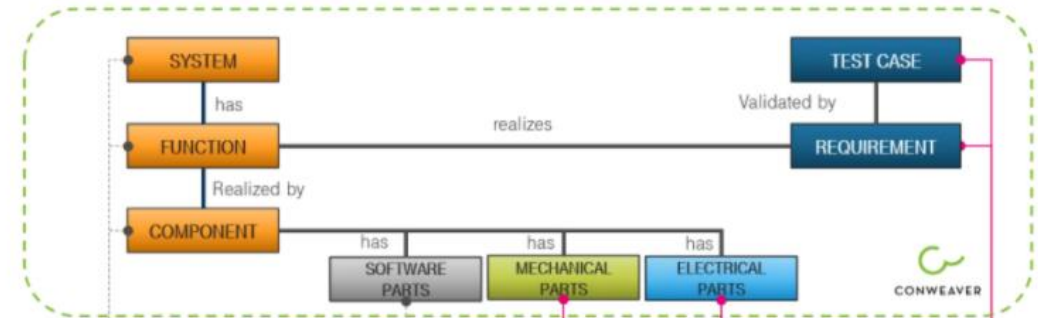 SYSTEM
TEST CASE
has
Validated by
realizes
FUNCTION
REQUIREMENT
Realized by
COMPONENT
has
has
has
SOFTWARE
PARTS
MECHANICAL
PARTS
ELECTRICAL
PARTS
CONWEAVER